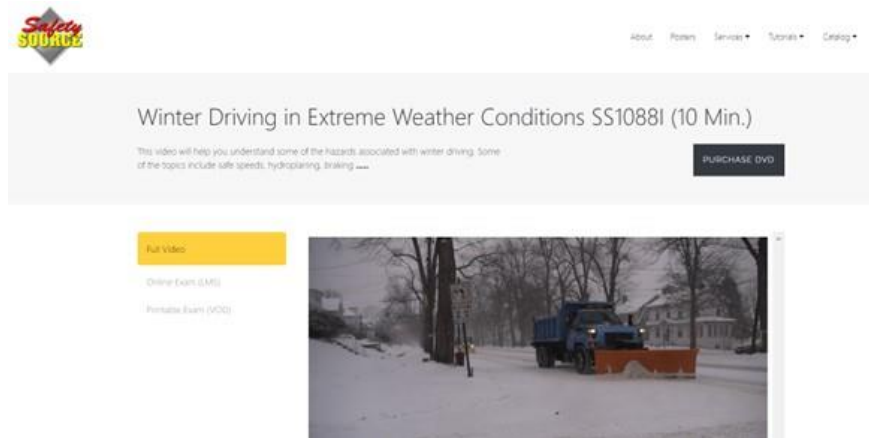 Safety
SOURCE
About Posters Services Tutorials Catalog
Winter Driving in Extreme Weather Conditions SS1088I (10 Min.)
This video will help you understand some of the hazards associated with winter driving. Some
of the topics include safe speeds, hydroplaning, braking .....
PURCHASE DVD
Full Video
Online Exam (LMS)
Printable Exam (VOD)